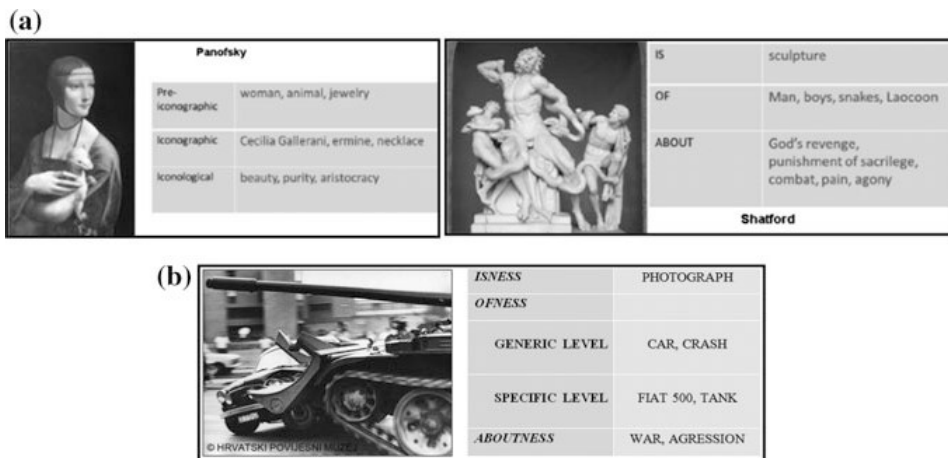 (a)
Panofsky
Pre-
iconographic
woman, animal, jewelry
Iconographic
Cecilia Gallerani, ermine, necklace
Iconological
beauty, purity, aristocracy
IS
sculpture
OF
Man, boys, snakes, Laocoon
ABOUT
God's revenge,
punishment of sacrilege,
combat, pain, agony
Shatford
(b)
© HRVATSKI POVIJESNI MUZEJ
ISNESS
PHOTOGRAPH
OFNESS
GENERIC LEVEL
CAR, CRASH
SPECIFIC LEVEL
FIAT 500, TANK
ABOUTNESS
WAR, AGRESSION